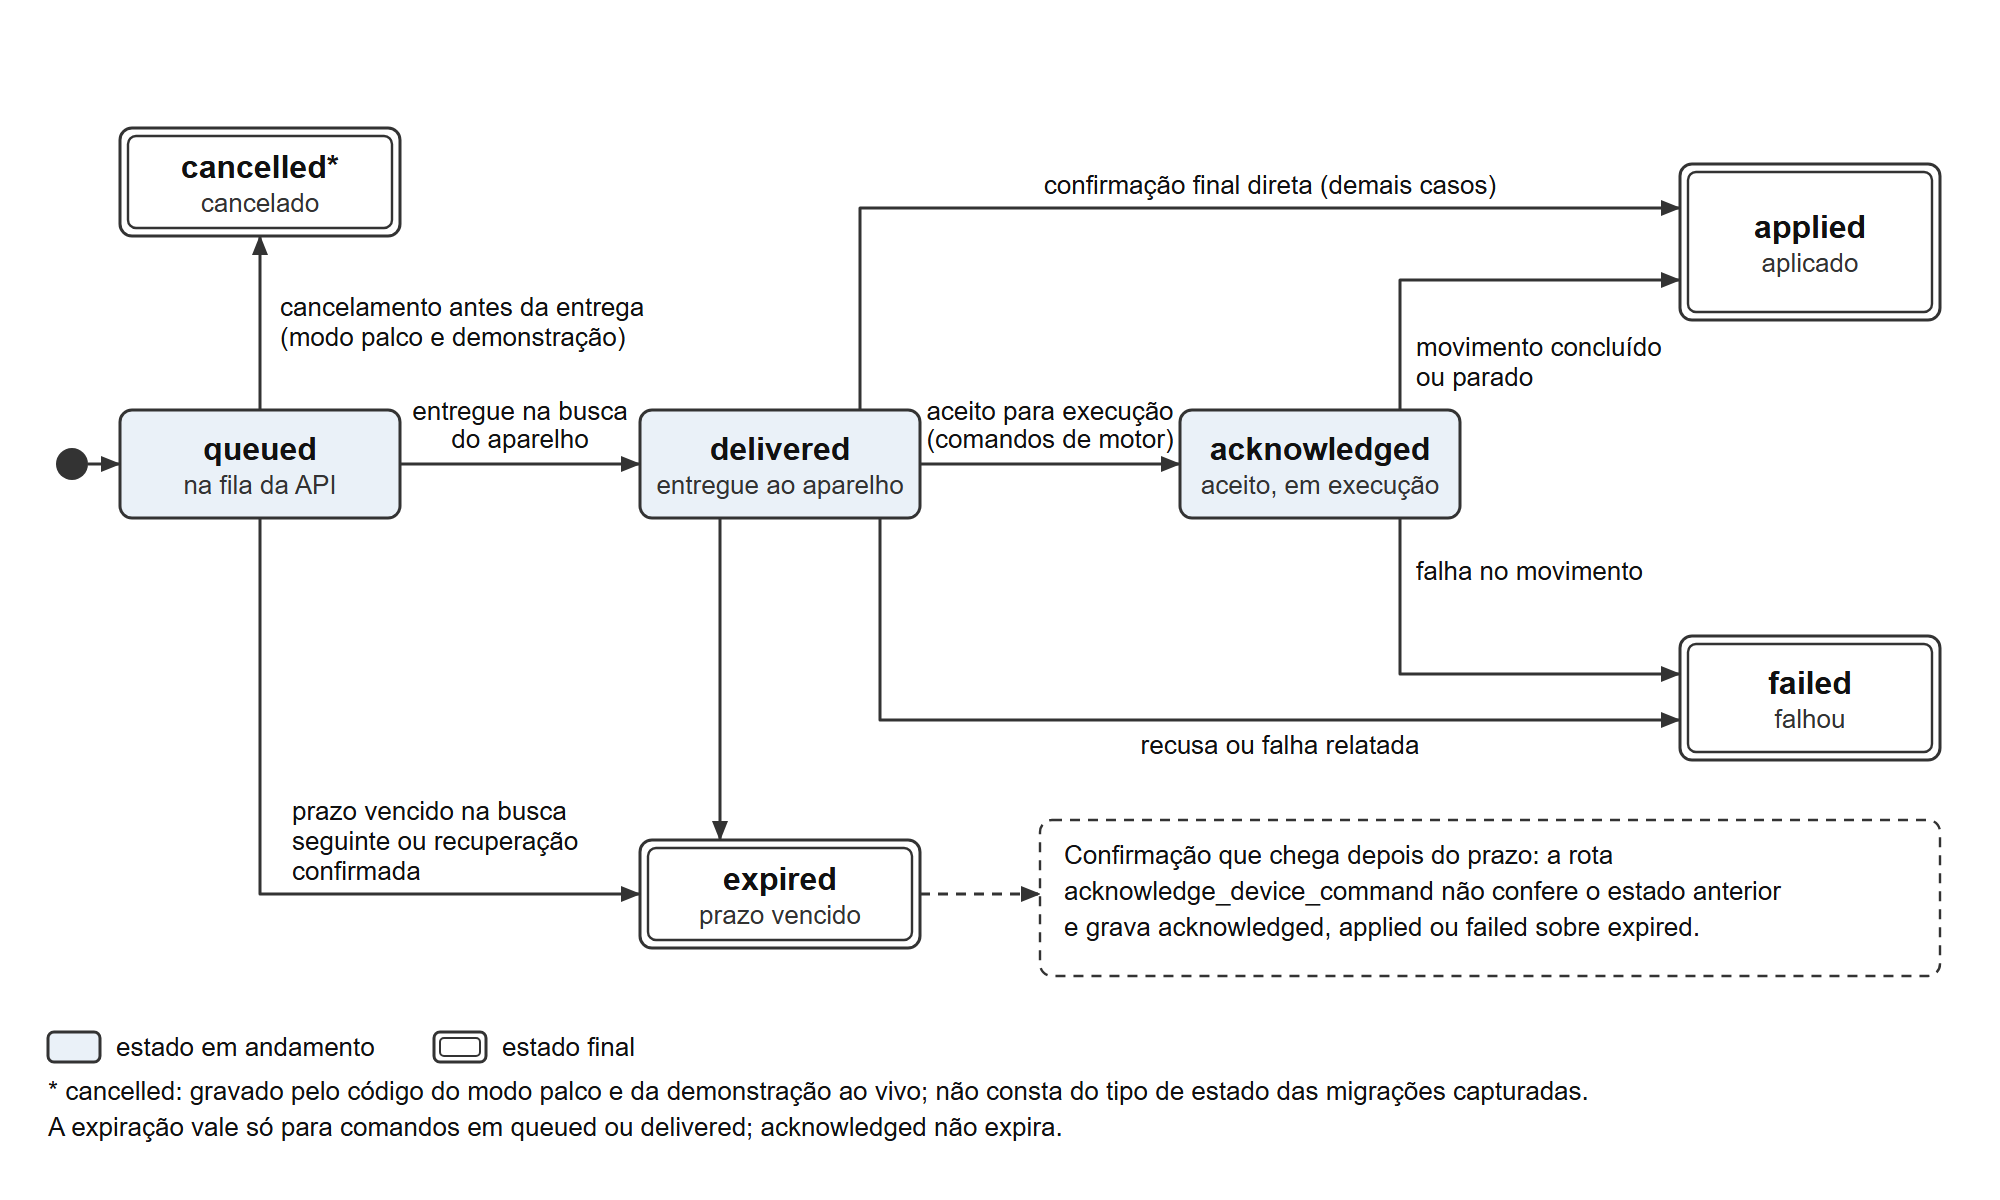 cancelled*
cancelado
confirmação final direta (demais casos)
applied
aplicado
cancelamento antes da entrega
(modo palco e demonstração)
movimento concluído
ou parado
queued
na fila da API
entregue na busca
do aparelho
delivered
entregue ao aparelho
aceito para execução
(comandos de motor)
acknowledged
aceito, em execução
falha no movimento
failed
falhou
recusa ou falha relatada
prazo vencido na busca
seguinte ou recuperação
confirmada
expired
prazo vencido
Confirmação que chega depois do prazo: a rota
acknowledge_device_command não confere o estado anterior
e grava acknowledged, applied ou failed sobre expired.
estado em andamento
estado final
* cancelled: gravado pelo código do modo palco e da demonstração ao vivo; não consta do tipo de estado das migrações capturadas.
A expiração vale só para comandos em queued ou delivered; acknowledged não expira.